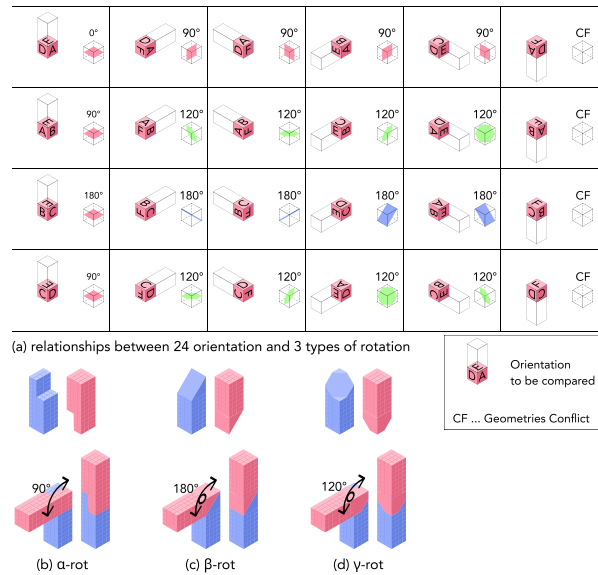 0° 90° 90° 90° 90° CF
90° 120° 120° 120° 120° CF
180° 180° 180° 180° 180° CF
90° 120° 120° 120° 120° CF
(a) relationships between 24 orientation and 3 types of rotation
E
D A
Orientation
to be compared
CF ... Geometries Conflict
90° 180° 120°
(b) α-rot (c) β-rot (d) γ-rot